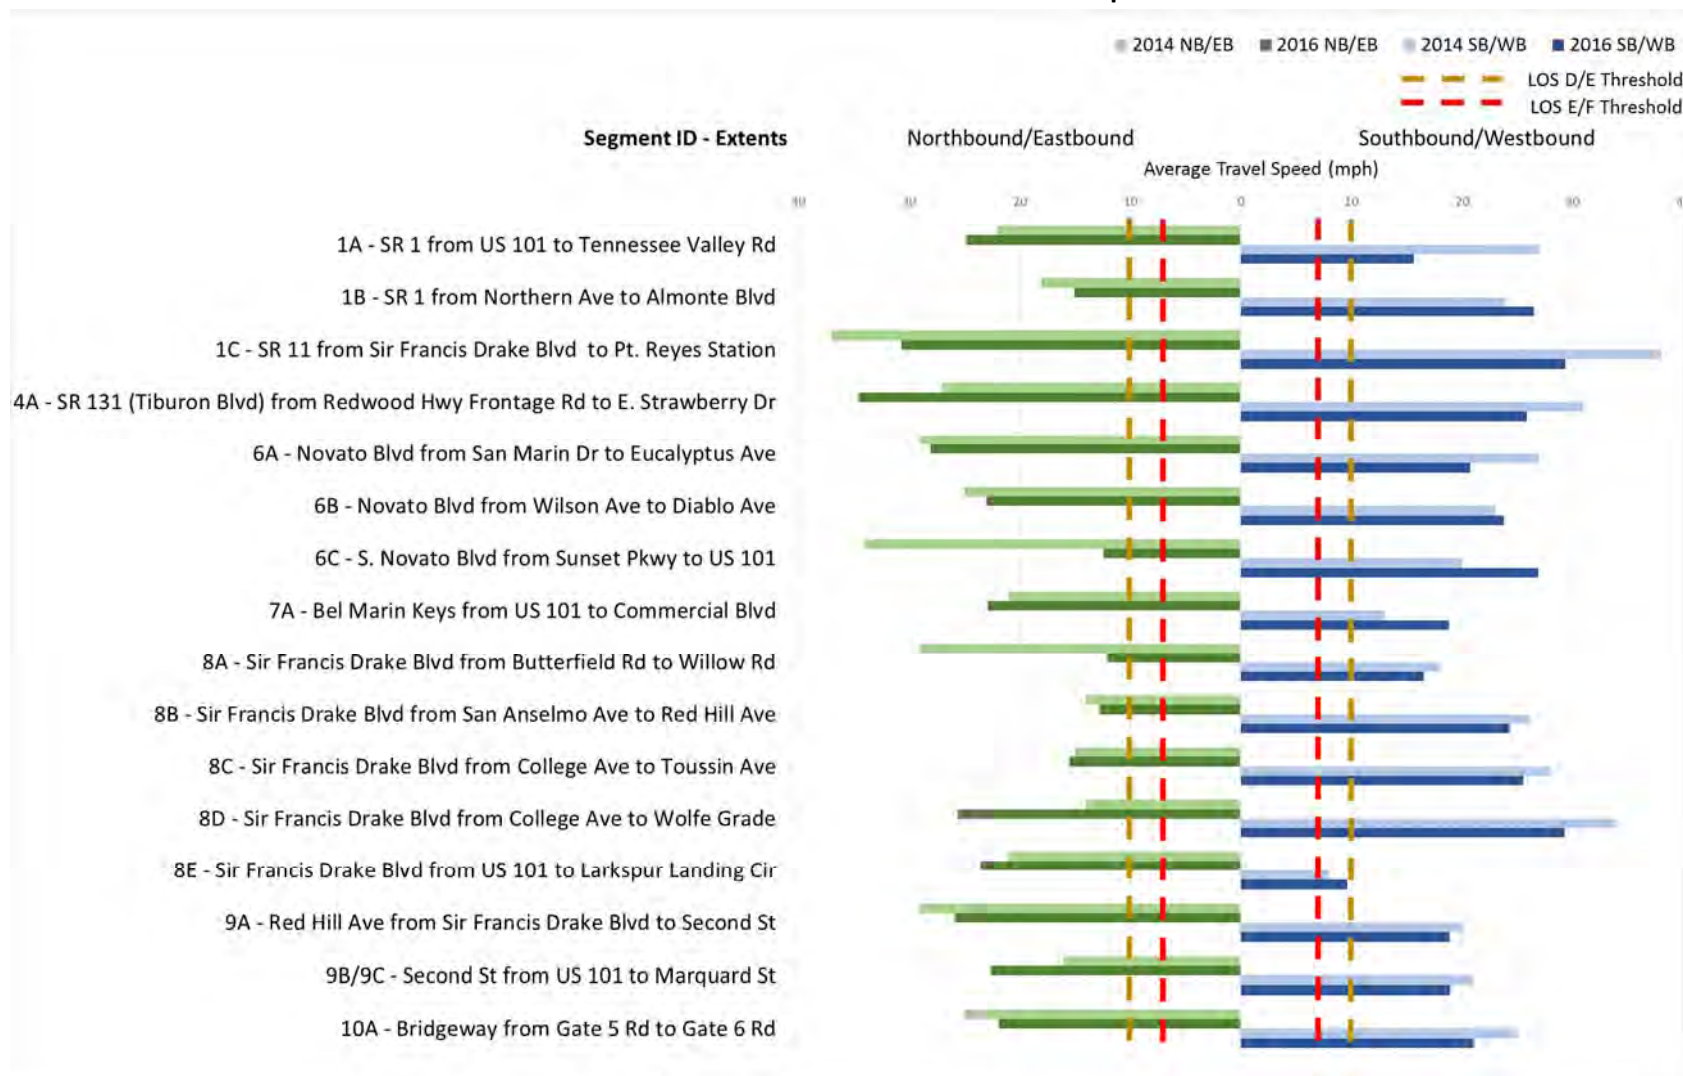 2014 NB/EB 2016 NB/EB 2014 SB/WB 2016 SB/WB
LOS D/E Threshold
LOS E/F Threshold
Segment ID - Extents Northbound/Eastbound Southbound/Westbound
Average Travel Speed (mph)
40 30 20 10 0 10 20 30
1A - SR 1 from US 101 to Tennessee Valley Rd
1B - SR 1 from Northern Ave to Almonte Blvd
1C - SR 11 from Sir Francis Drake Blvd to Pt. Reyes Station
4A - SR 131 (Tiburon Blvd) from Redwood Hwy Frontage Rd to E. Strawberry Dr
6A - Novato Blvd from San Marin Dr to Eucalyptus Ave
6B - Novato Blvd from Wilson Ave to Diablo Ave
6C - S. Novato Blvd from Sunset Pkwy to US 101
7A - Bel Marin Keys from US 101 to Commercial Blvd
8A - Sir Francis Drake Blvd from Butterfield Rd to Willow Rd
8B - Sir Francis Drake Blvd from San Anselmo Ave to Red Hill Ave
8C - Sir Francis Drake Blvd from College Ave to Toussin Ave
8D - Sir Francis Drake Blvd from College Ave to Wolfe Grade
8E - Sir Francis Drake Blvd from US 101 to Larkspur Landing Cir
9A - Red Hill Ave from Sir Francis Drake Blvd to Second St
9B/9C - Second St from US 101 to Marquard St
10A - Bridgeway from Gate 5 Rd to Gate 6 Rd